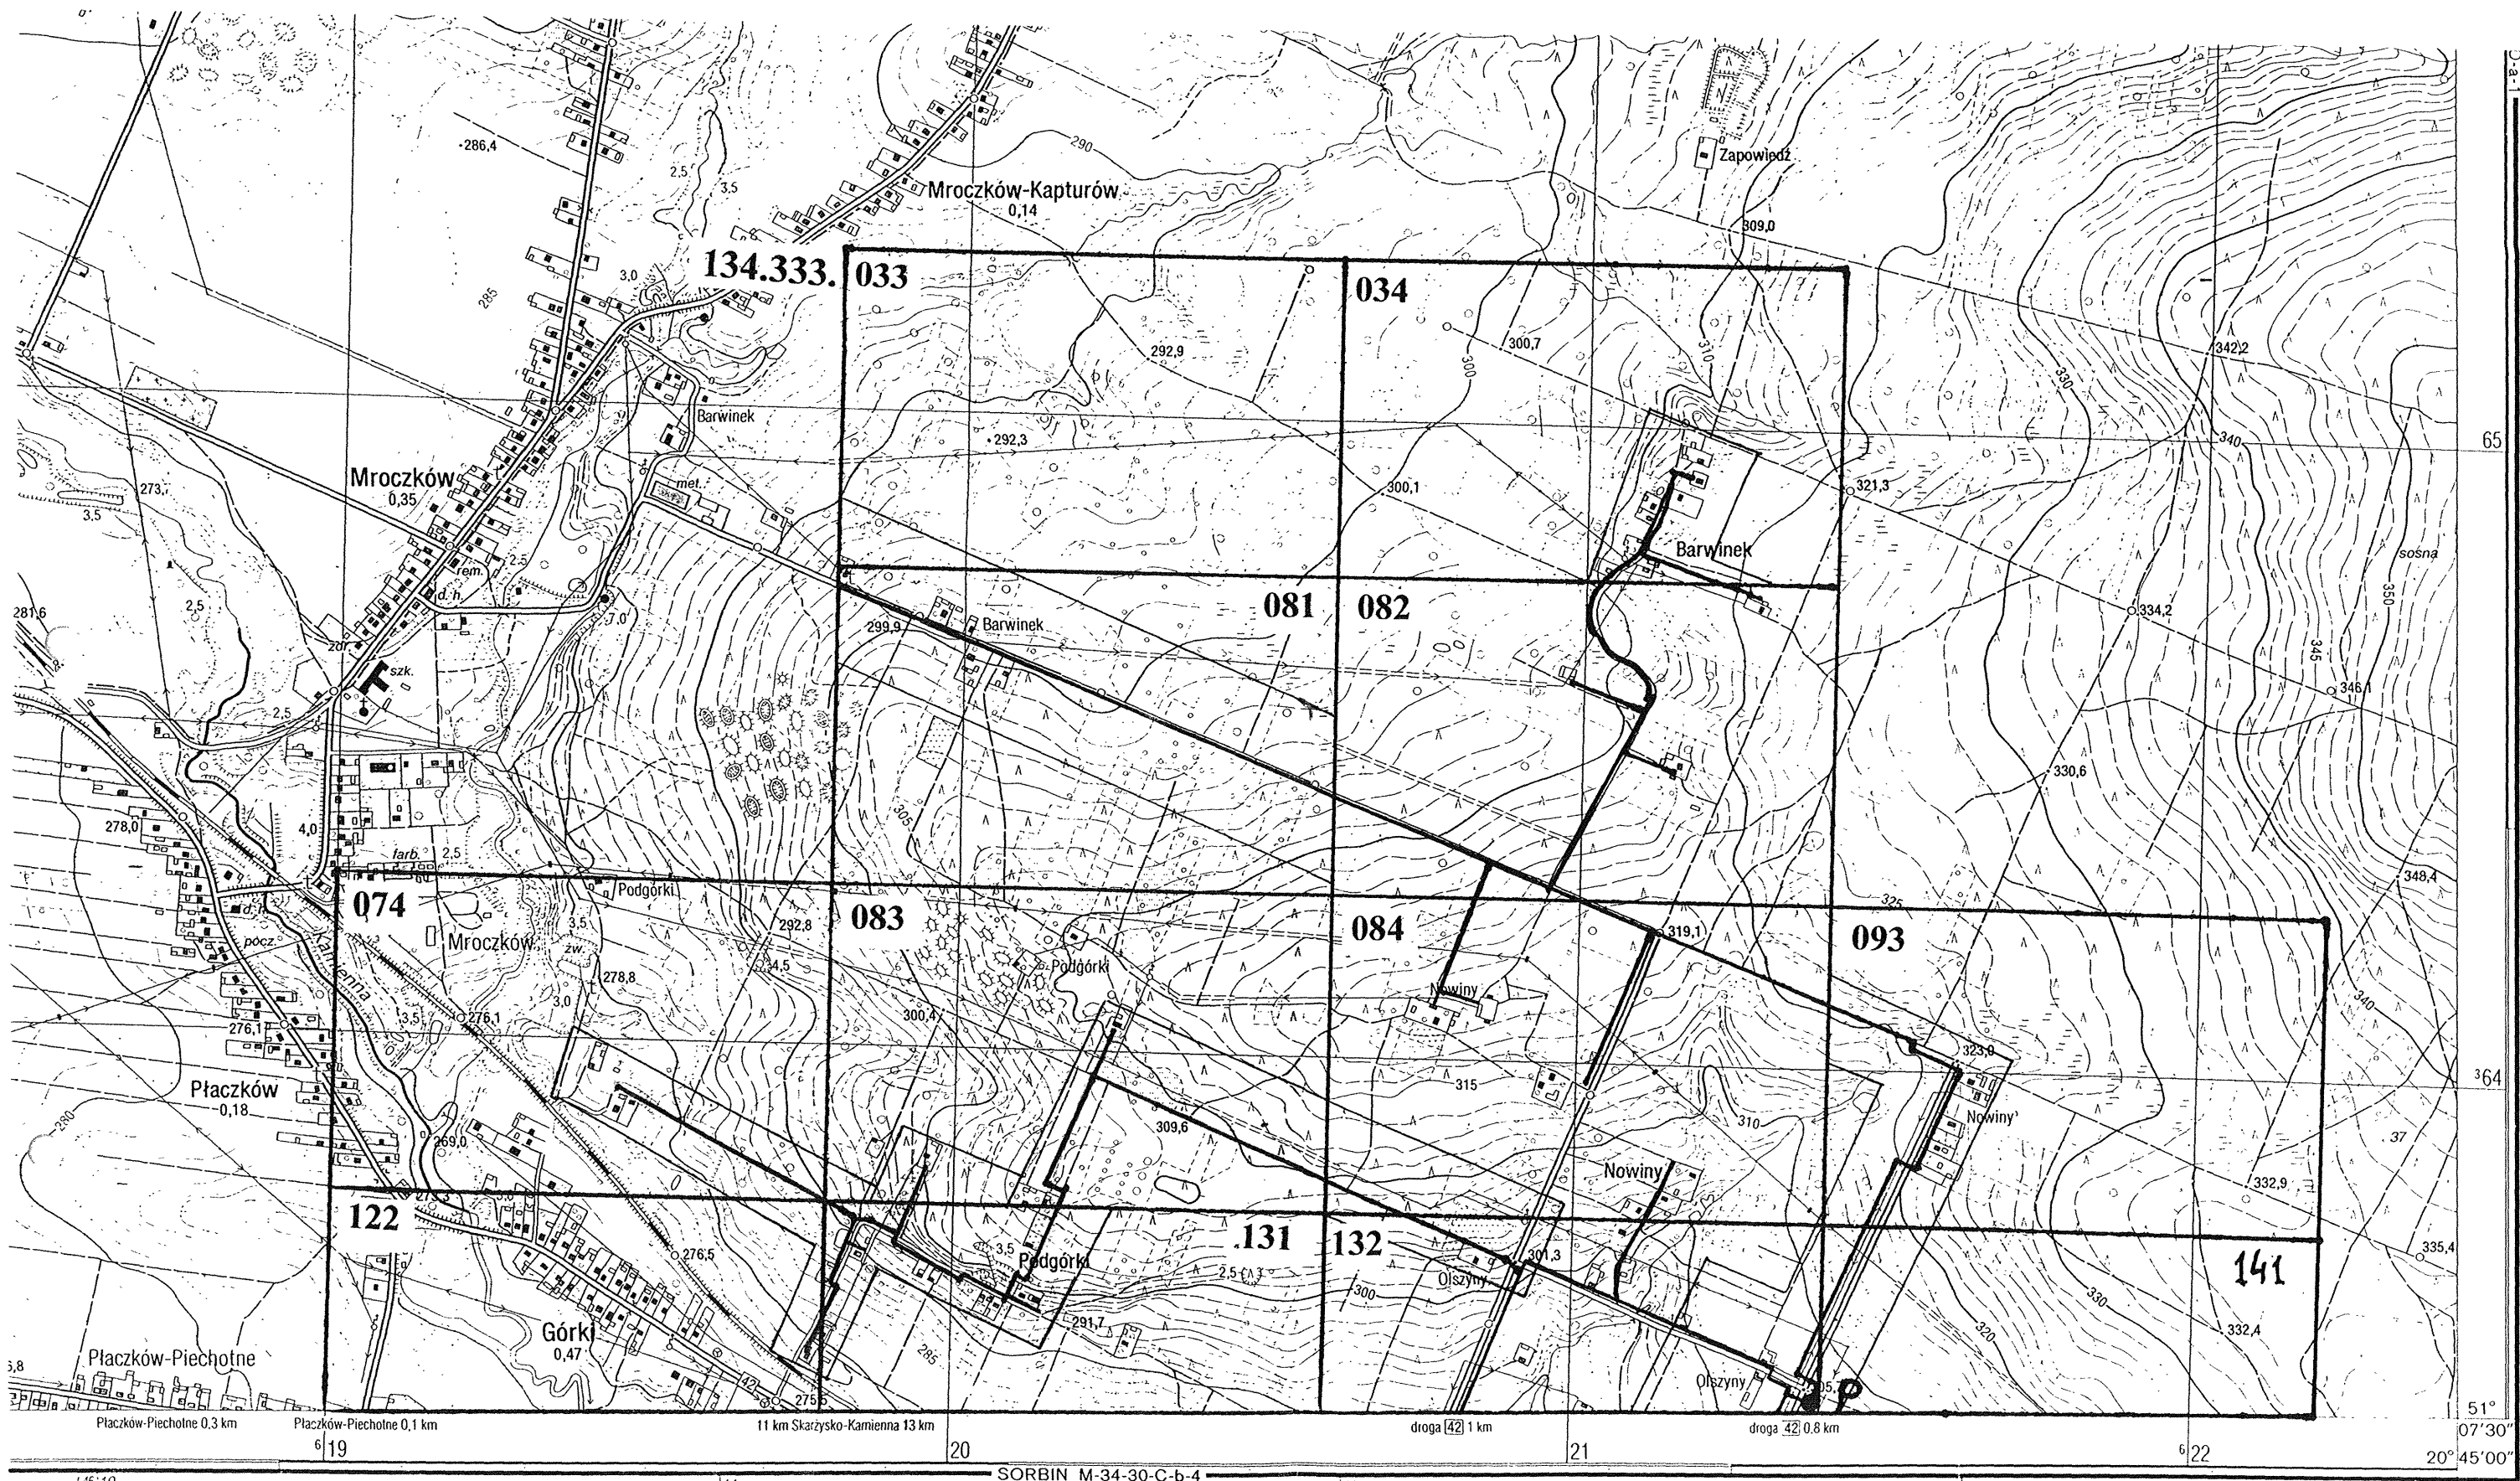 286,4
290
2,5
3,5
Zapowiedź
Mroczków-Kapturów
0,14
309,0
134.333.
033
034
3,0
285
292,9
300,7
300
310
342,2
330
Barwinek
292,3
340
65
Mroczków
0,35
met.
273,
3,5
300,1
321,3
Barwinek
sosna
rem.
2,5
d. h.
7,0
2,5
281,6
081
082
334,2
350
299,9
Barwinek
zdr.
szk.
345
346,1
2,5
330,6
305
278,0
4,0
farb.
2,5
348,4
074
Podgórki
083
084
325
093
292,8
319,1
d. h.
pócz.
Mroczków
3,5
żw.
4,5
Podgórki
278,8
Nowiny
340
3,0
300,4
276,1
3,5
276,1
323,0
315
364
Płaczków
0,18
280
269,0
309,6
310
Nowiny
37
Nowiny
332,9
122
.131
132
301,3
335,4
276,5
3,5
Podgórki
2,5
Olszyny
141
300
330
291,7
Górki
0,47
320
332,4
285
Płaczków-Piechotne
42
Olszyny
P
Płaczków-Piechotne 0,3 km
Płaczków-Piechotne 0,1 km
11 km Skarżysko-Kamienna 13 km
droga 42 1 km
droga 42 0.8 km
51°
07'30"
619
20
21
622
20°45'00"
SORBIN M-34-30-C-b-4